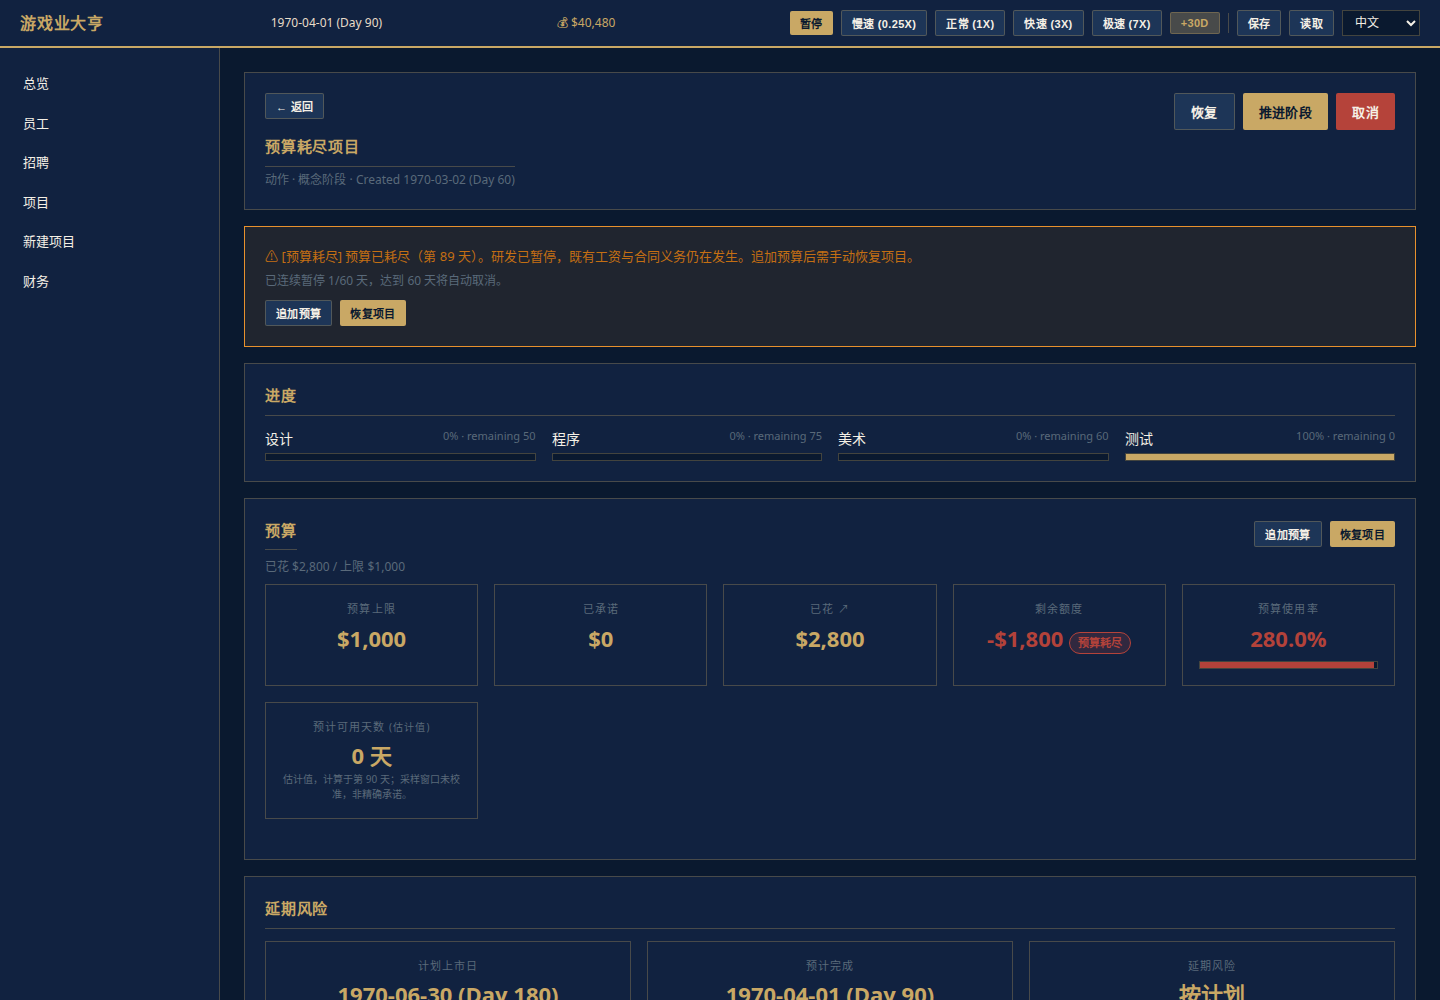 游戏业大亨
1970-04-01 (Day 90)
💰 $40,480
暂停
慢速 (0.25X)
正常 (1X)
快速 (3X)
极速 (7X)
+30D
保存
读取
中文
总览
员工
招聘
项目
新建项目
财务
← 返回
恢复
推进阶段
取消
预算耗尽项目
动作 · 概念阶段 · Created 1970-03-02 (Day 60)
⚠ [预算耗尽] 预算已耗尽（第 89 天）。研发已暂停，既有工资与合同义务仍在发生。追加预算后需手动恢复项目。
已连续暂停 1/60 天，达到 60 天将自动取消。
追加预算
恢复项目
进度
设计
0% · remaining 50
程序
0% · remaining 75
美术
0% · remaining 60
测试
100% · remaining 0
预算
追加预算
恢复项目
已花 $2,800 / 上限 $1,000
预算上限
$1,000
已承诺
$0
已花 ↗
$2,800
剩余额度
-$1,800 预算耗尽
预算使用率
280.0%
预计可用天数 (估计值)
0 天
估计值，计算于第 90 天；采样窗口未校
准，非精确承诺。
延期风险
计划上市日
1970-06-30 (Day 180)
预计完成
1970-04-01 (Day 90)
延期风险
按计划